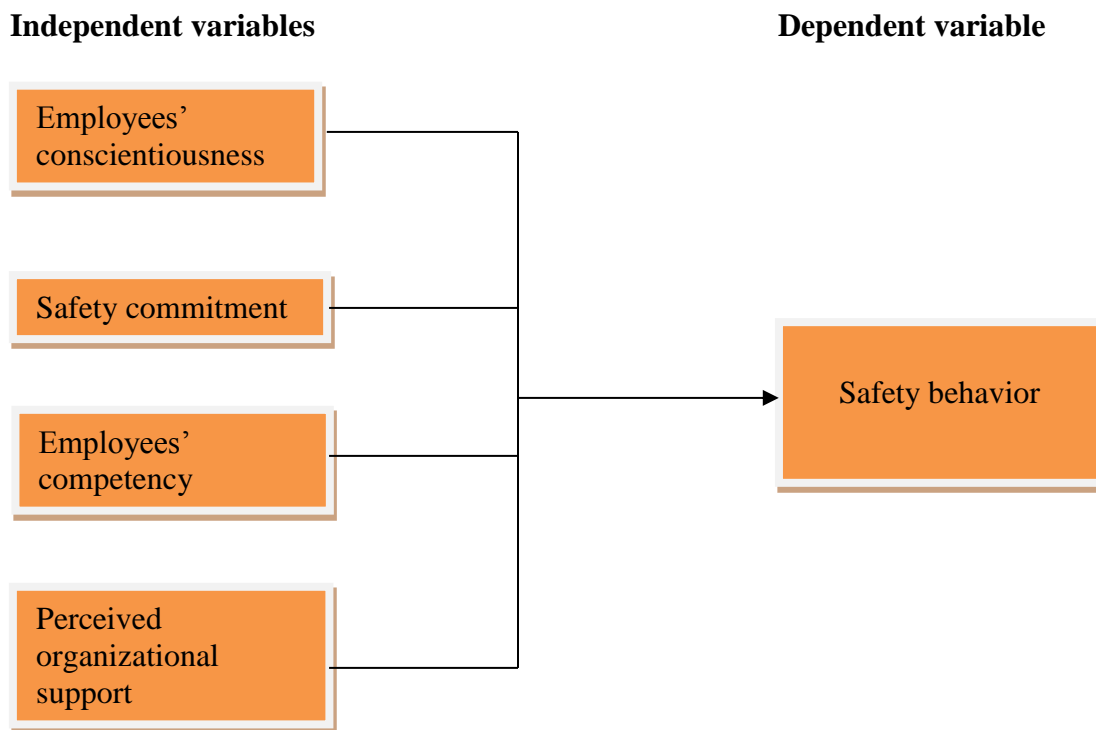 Independent variables
Dependent variable
Employees’
conscientiousness
Safety commitment
Employees’
competency
Perceived
organizational
support
Safety behavior